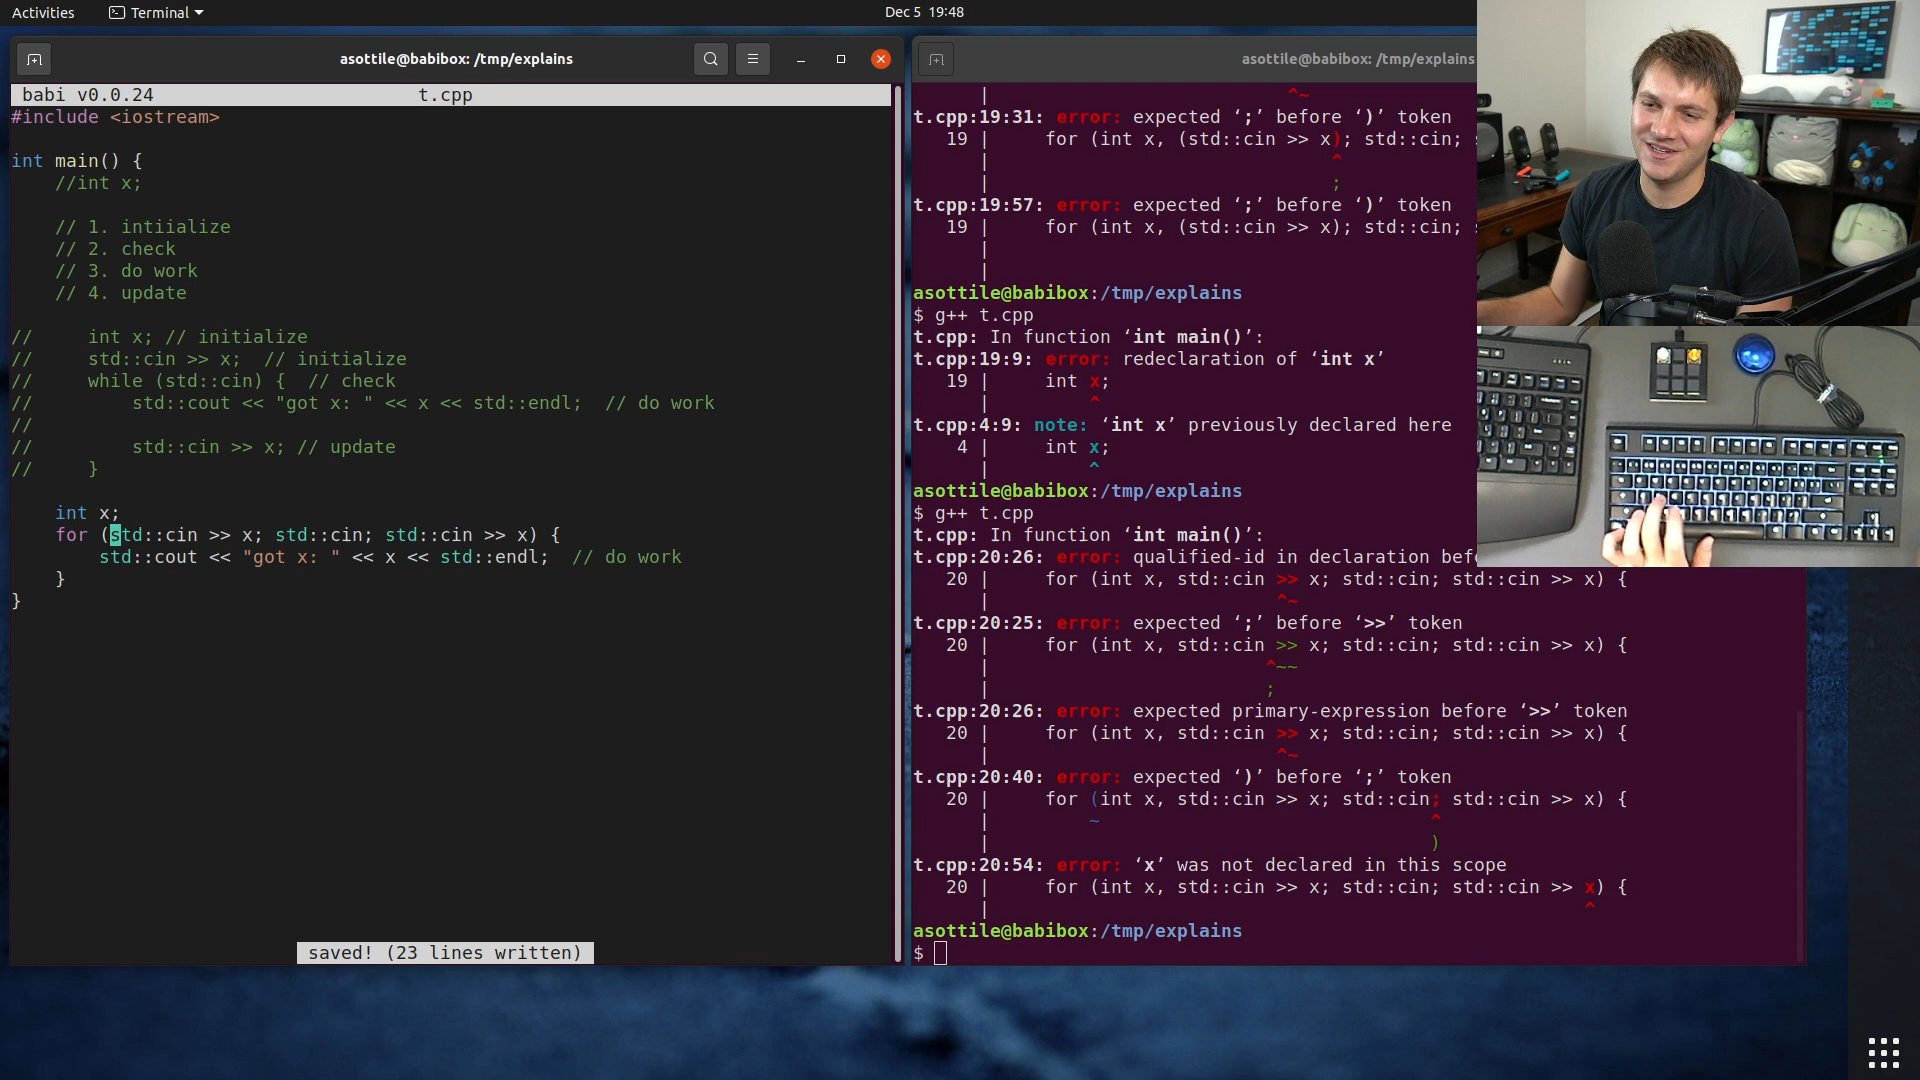 Activities
Terminal
Dec 5 19:48
asottile@babibox: /tmp/explains
babi v0.0.24 t.cpp
#include <iostream>
int main() {
//int x;
// 1. intiialize
// 2. check
// 3. do work
// 4. update
// int x; // initialize
// std::cin >> x; // initialize
// while (std::cin) { // check
// std::cout << "got x: " << x << std::endl; // do work
//
// std::cin >> x; // update
// }
int x;
for (std::cin >> x; std::cin; std::cin >> x) {
std::cout << "got x: " << x << std::endl; // do work
}
}
saved! (23 lines written)
asottile@babibox: /tmp/explains
| ^~
t.cpp:19:31: error: expected ‘;’ before ‘)’ token
19 | for (int x, (std::cin >> x); std::cin;
| ^
| ;
t.cpp:19:57: error: expected ‘;’ before ‘)’ token
19 | for (int x, (std::cin >> x); std::cin;
|
|
asottile@babibox:/tmp/explains
$ g++ t.cpp
t.cpp: In function ‘int main()’:
t.cpp:19:9: error: redeclaration of ‘int x’
19 | int x;
| ^
t.cpp:4:9: note: ‘int x’ previously declared here
4 | int x;
| ^
asottile@babibox:/tmp/explains
$ g++ t.cpp
t.cpp: In function ‘int main()’:
t.cpp:20:26: error: qualified-id in declaration bef
20 | for (int x, std::cin >> x; std::cin; std::cin >> x) {
| ^~
t.cpp:20:25: error: expected ‘;’ before ‘>>’ token
20 | for (int x, std::cin >> x; std::cin; std::cin >> x) {
| ^~~
| ;
t.cpp:20:26: error: expected primary-expression before ‘>>’ token
20 | for (int x, std::cin >> x; std::cin; std::cin >> x) {
| ^~
t.cpp:20:40: error: expected ‘)’ before ‘;’ token
20 | for (int x, std::cin >> x; std::cin; std::cin >> x) {
| ~ ^
| )
t.cpp:20:54: error: ‘x’ was not declared in this scope
20 | for (int x, std::cin >> x; std::cin; std::cin >> x) {
| ^
asottile@babibox:/tmp/explains
$